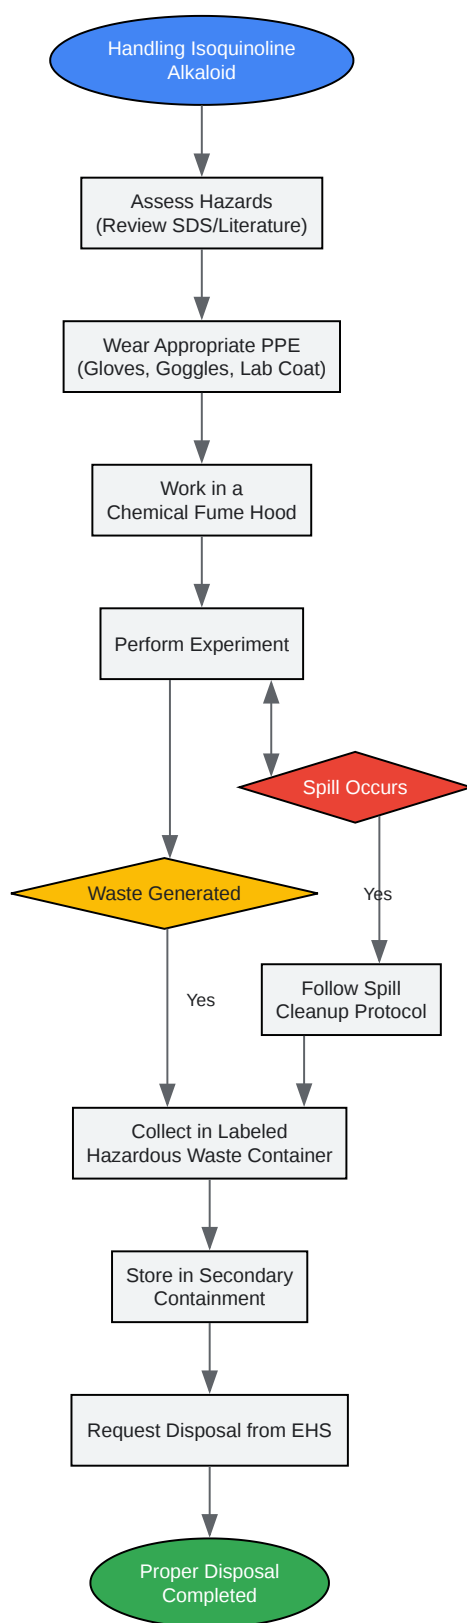 Handling Isoquinoline
Alkaloid
Assess Hazards
(Review SDS/Literature)
Wear Appropriate PPE
(Gloves, Goggles, Lab Coat)
Work in a
Chemical Fume Hood
Perform Experiment
Spill Occurs
Waste Generated
Yes
Follow Spill
Cleanup Protocol
Yes
Collect in Labeled
Hazardous Waste Container
Store in Secondary
Containment
Request Disposal from EHS
Proper Disposal
Completed